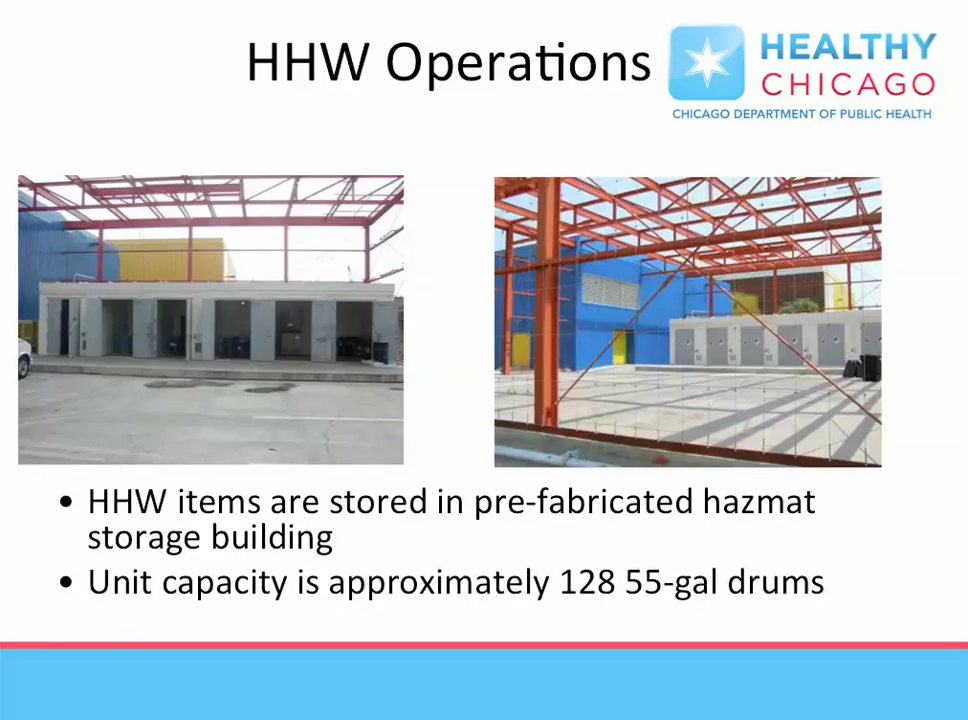 HHW Operations
HEALTHY
CHICAGO
CHICAGO DEPARTMENT OF PUBLIC HEALTH
• HHW items are stored in pre-fabricated hazmat
storage building
• Unit capacity is approximately 128 55-gal drums